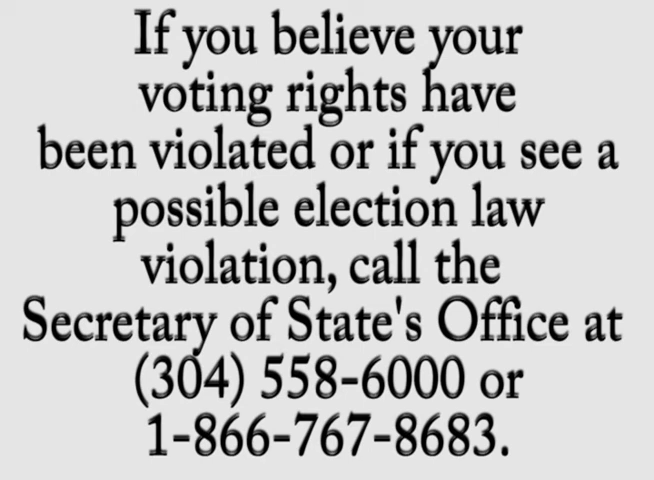 If you believe your
voting rights have
been violated or if you see a
possible election law
violation, call the
Secretary of State's Office at
(304) 558-6000 or
1-866-767-8683.